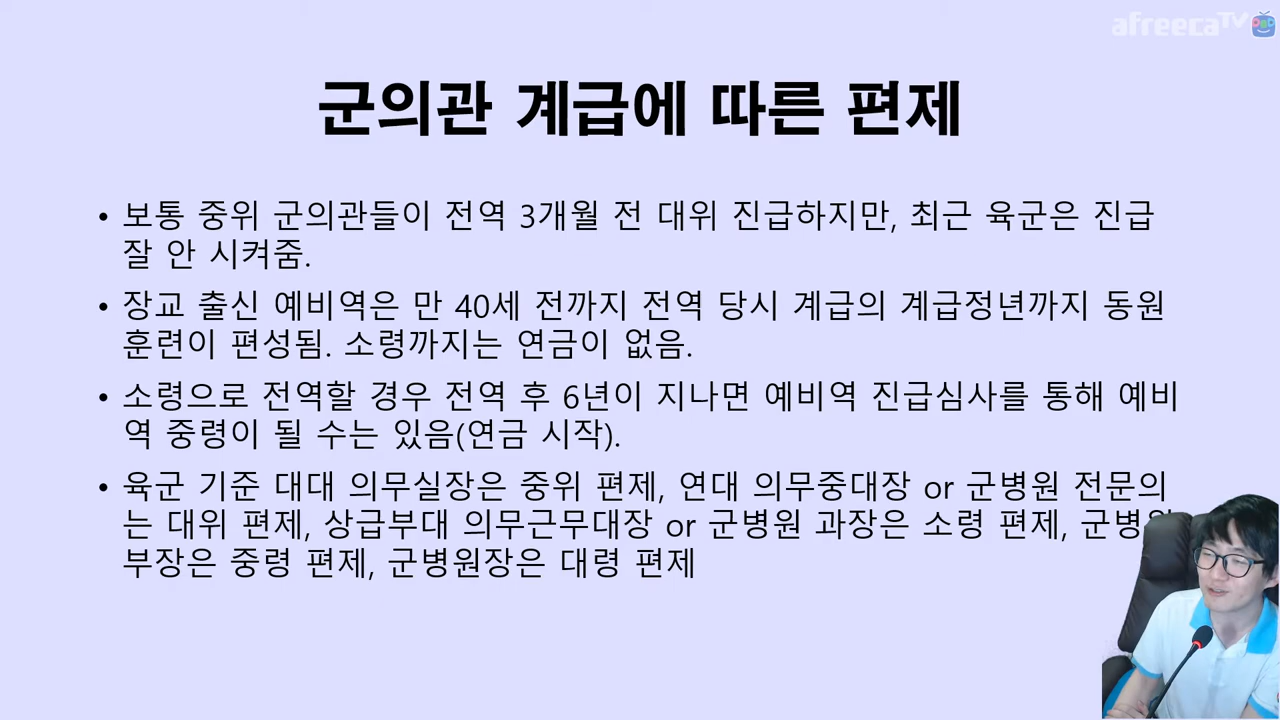 afreecaTV
군의관 계급에 따른 편제
• 보통 중위 군의관들이 전역 3개월 전 대위 진급하지만, 최근 육군은 진급
잘 안 시켜줌.
• 장교 출신 예비역은 만 40세 전까지 전역 당시 계급의 계급정년까지 동원
훈련이 편성됨. 소령까지는 연금이 없음.
• 소령으로 전역할 경우 전역 후 6년이 지나면 예비역 진급심사를 통해 예비
역 중령이 될 수는 있음(연금 시작).
• 육군 기준 대대 의무실장은 중위 편제, 연대 의무중대장 or 군병원 전문의
는 대위 편제, 상급부대 의무근무대장 or 군병원 과장은 소령 편제, 군병원
부장은 중령 편제, 군병원장은 대령 편제